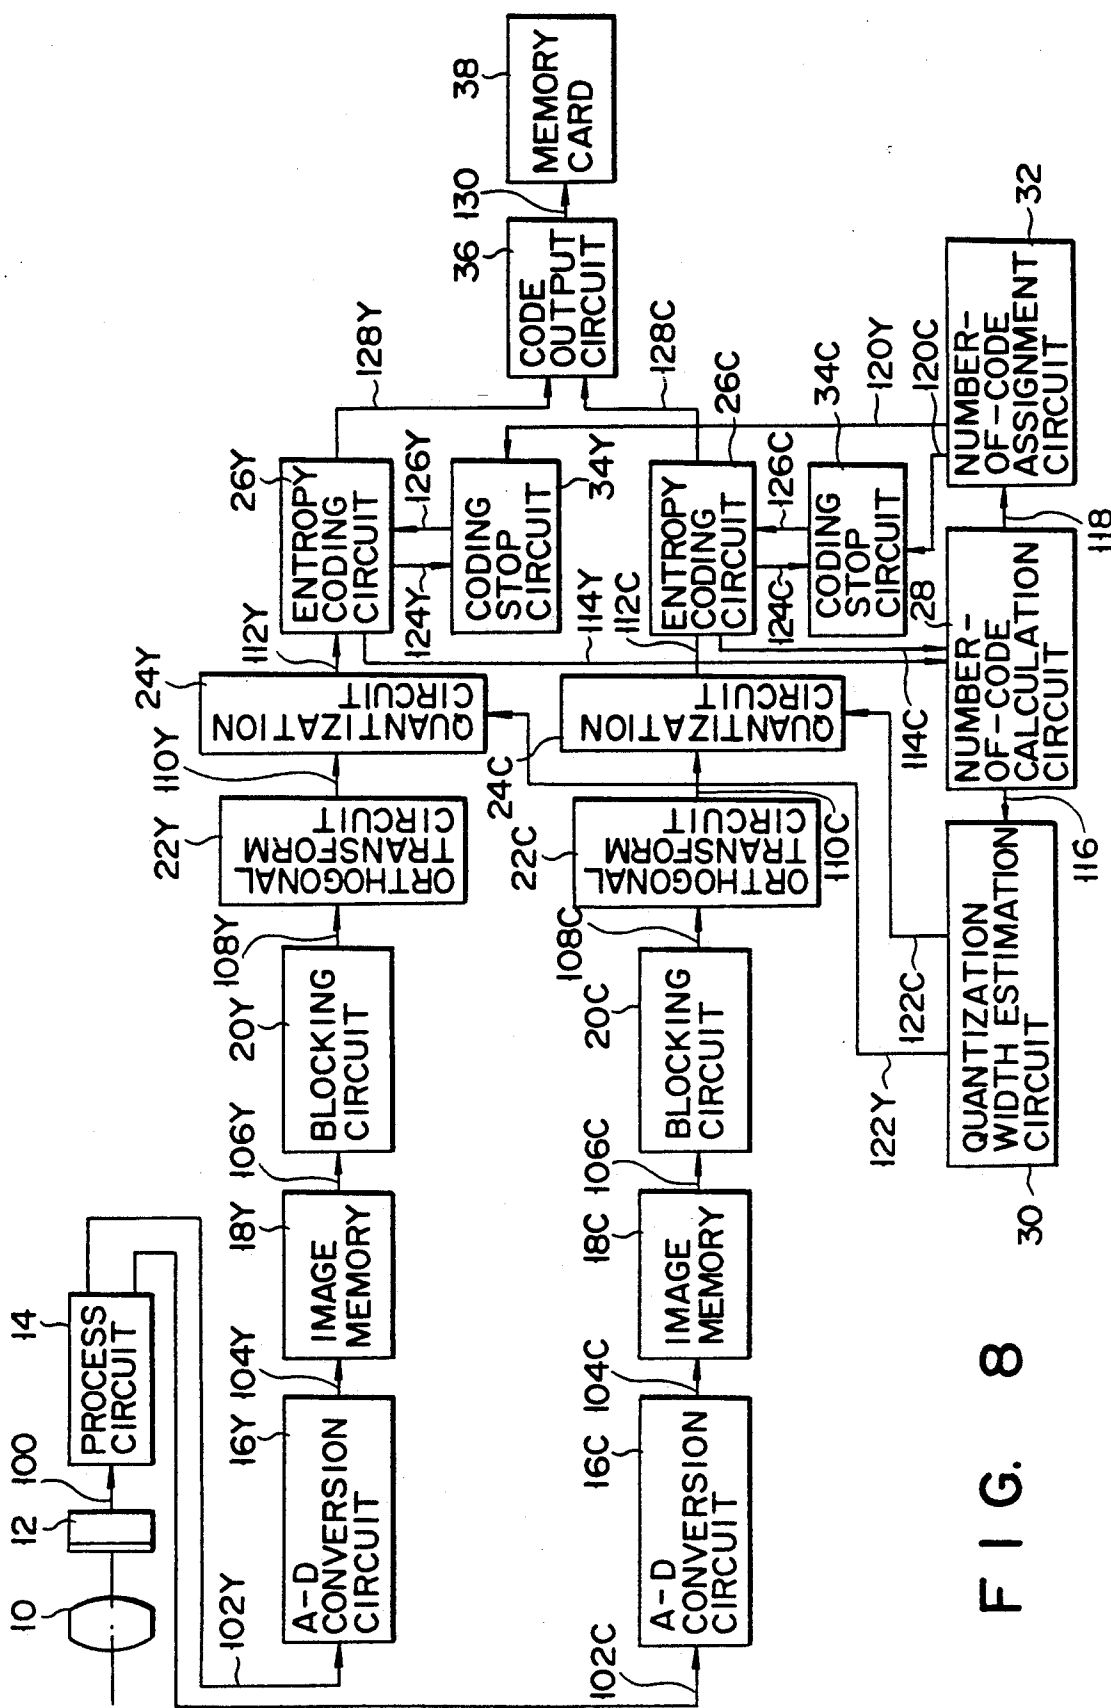 10
12
100
14
PROCESS
CIRCUIT
102Y
16Y
A-D
CONVERSION
CIRCUIT
104Y
18Y
IMAGE
MEMORY
106Y
20Y
BLOCKING
CIRCUIT
108Y
22Y
ORTHOGONAL
TRANSFORM
CIRCUIT
110Y
24Y
QUANTIZATION
CIRCUIT
112Y
26Y
ENTROPY
CODING
CIRCUIT
128Y
124Y
126Y
CODING
STOP
CIRCUIT
34Y
114Y
36
CODE
OUTPUT
CIRCUIT
130
38
MEMORY
CARD
102C
16C
A-D
CONVERSION
CIRCUIT
104C
18C
IMAGE
MEMORY
106C
20C
BLOCKING
CIRCUIT
108C
22C
ORTHOGONAL
TRANSFORM
CIRCUIT
110C
24C
QUANTIZATION
CIRCUIT
112C
ENTROPY
CODING
CIRCUIT
26C
128C
124C
126C
CODING
STOP
CIRCUIT
34C
114C
120Y
120C
122Y
122C
30
QUANTIZATION
WIDTH ESTIMATION
CIRCUIT
116
28
NUMBER-
OF-CODE
CALCULATION
CIRCUIT
118
NUMBER-
OF-CODE
ASSIGNMENT
CIRCUIT
32
FIG. 8